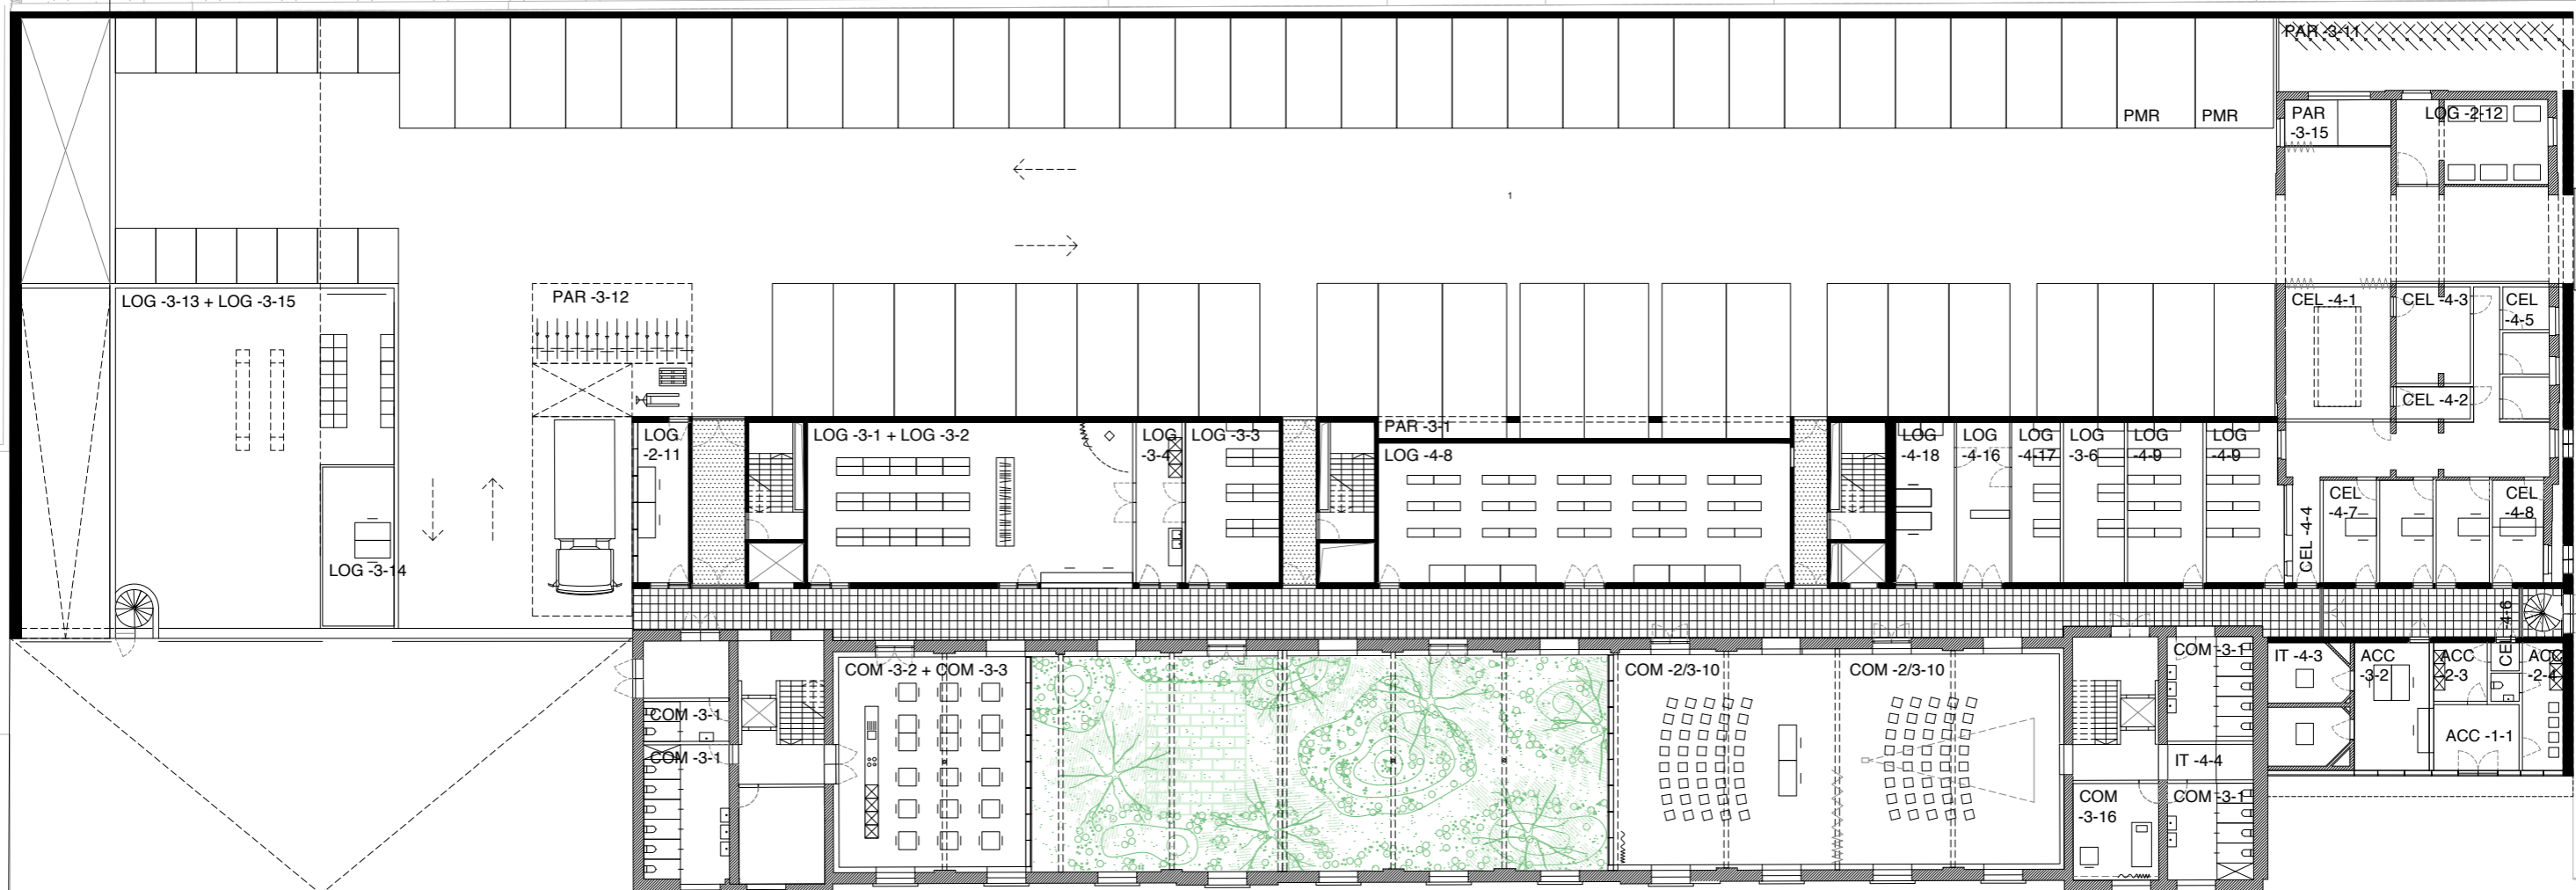 PAR -3-11
PMR
PMR
PAR
-3-15
LOG -2-12
1
LOG -3-13 + LOG -3-15
PAR -3-12
CEL -4-1
CEL -4-3
CEL
-4-5
CEL -4-2
LOG
-2-11
LOG -3-1 + LOG -3-2
LOG
-3-4
LOG -3-3
PAR -3-1
LOG -4-8
LOG
-4-18
LOG
-4-16
LOG
-4-17
LOG
-3-6
LOG
-4-9
LOG
-4-9
CEL
-4-7
CEL
-4-8
CEL -4-4
LOG -3-14
CEL -4-6
COM -3-2 + COM -3-3
COM -2/3-10
COM -2/3-10
COM -3-1
IT -4-3
ACC
-3-2
ACC
-2-3
ACC
-2-4
COM -3-1
COM -3-1
ACC -1-1
IT -4-4
COM
-3-16
COM -3-1